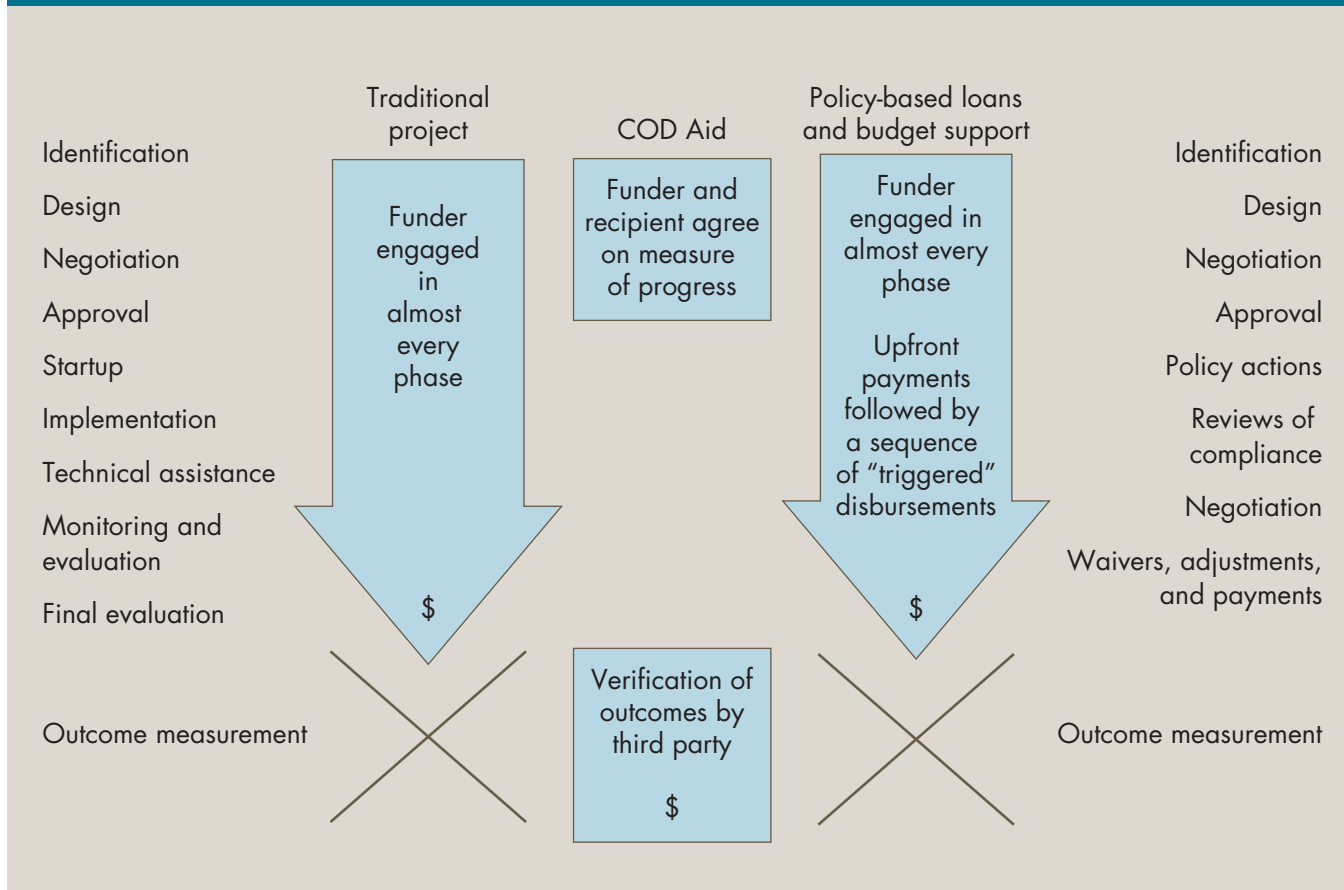 Identification
Design
Negotiation
Approval
Startup
Implementation
Technical assistance
Monitoring and
evaluation
Final evaluation
Outcome measurement
Traditional
project
Funder
engaged
in
almost
every
phase
$
COD Aid
Funder and
recipient agree
on measure
of progress
Verification of
outcomes by
third party
$
Policy-based loans
and budget support
Funder
engaged in
almost every
phase
Upfront
payments
followed by
a sequence
of “triggered”
disbursements
$
Identification
Design
Negotiation
Approval
Policy actions
Reviews of
compliance
Negotiation
Waivers, adjustments,
and payments
Outcome measurement